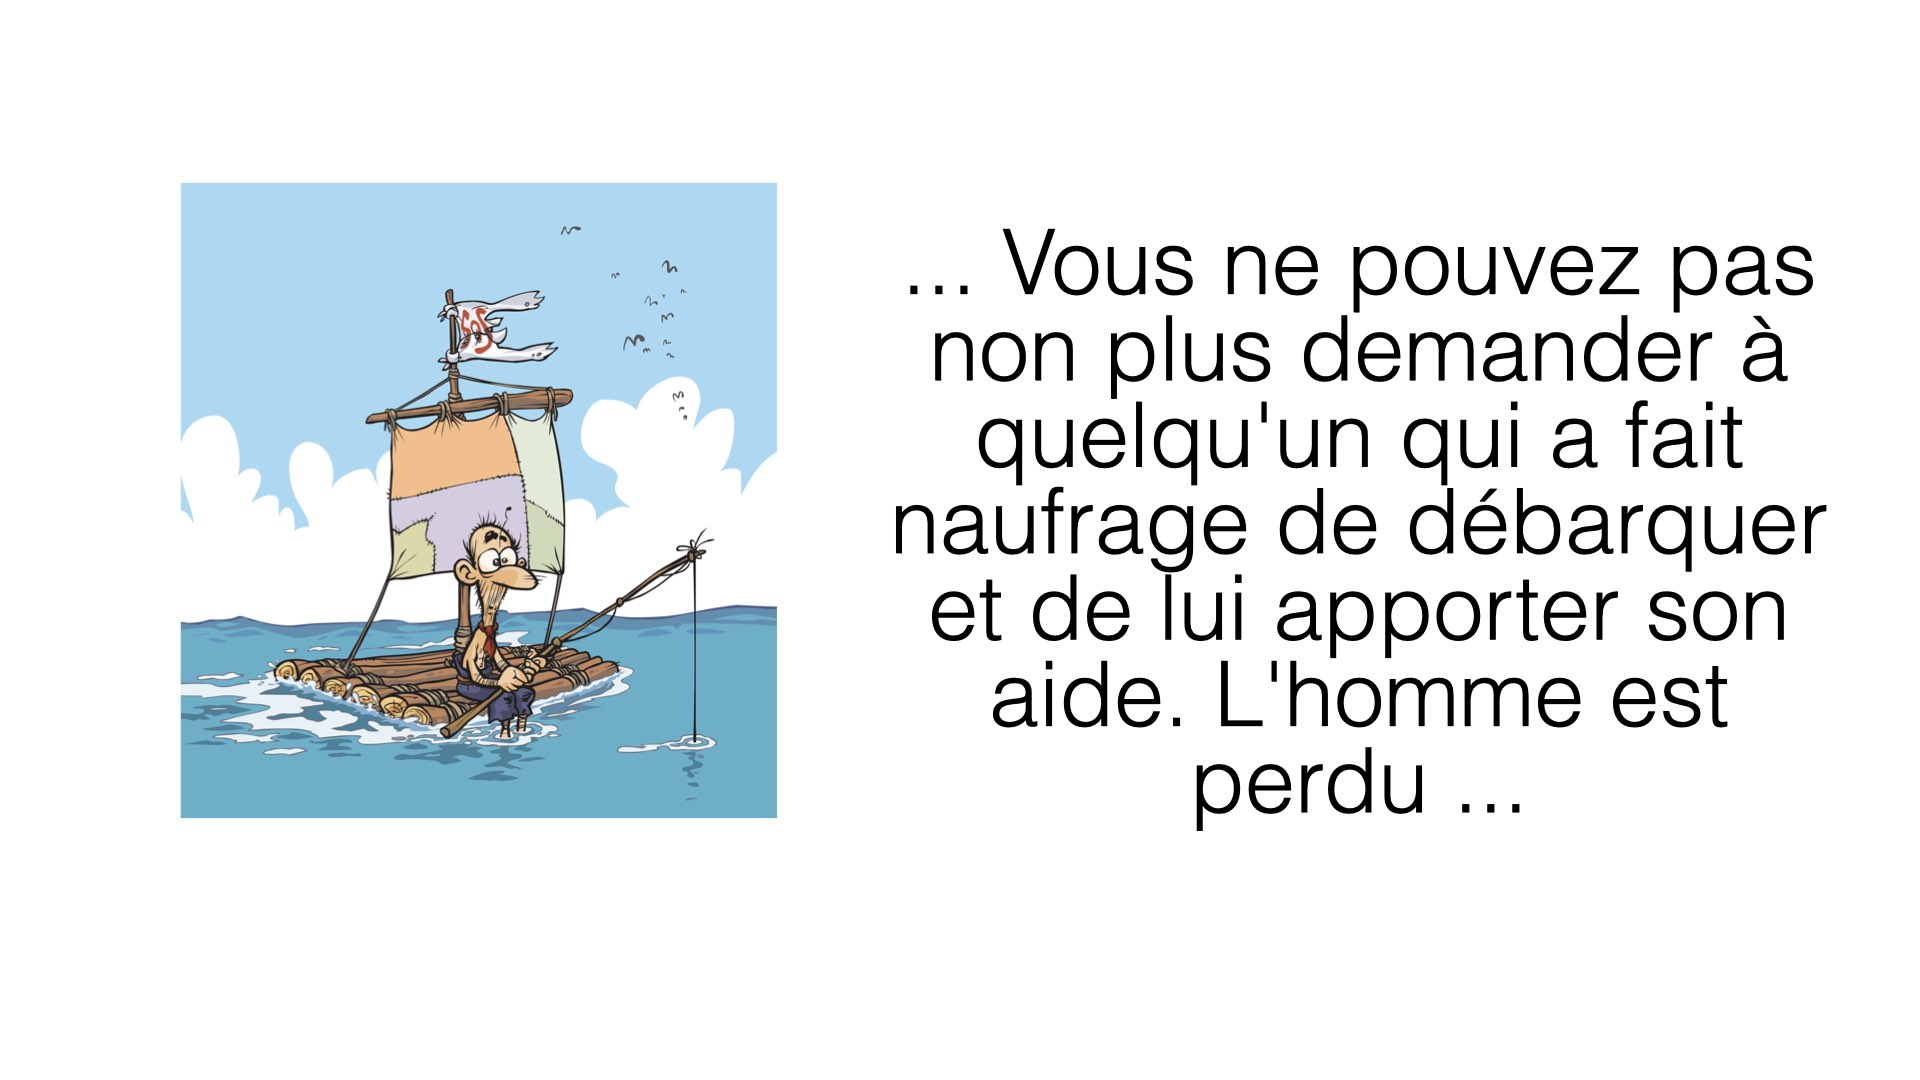 SOS
... Vous ne pouvez pas
non plus demander à
quelqu'un qui a fait
naufrage de débarquer
et de lui apporter son
aide. L'homme est
perdu ...